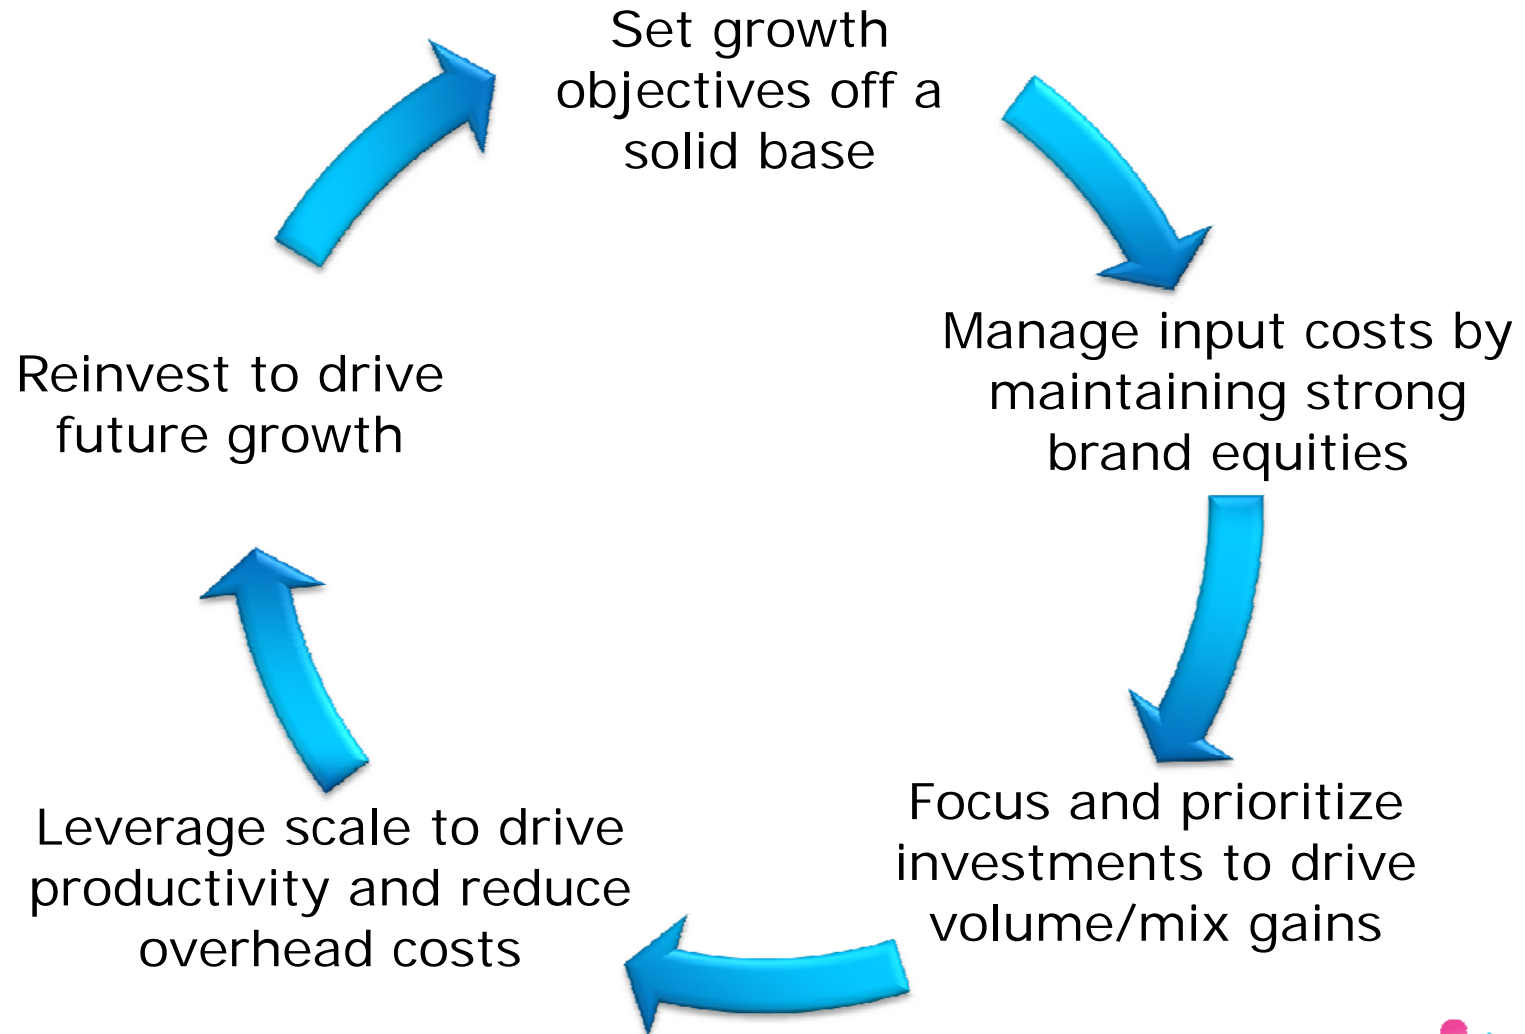 Set growth
objectives off a
solid base
Manage input costs by
maintaining strong
brand equities
Focus and prioritize
investments to drive
volume/mix gains
Leverage scale to drive
productivity and reduce
overhead costs
Reinvest to drive
future growth